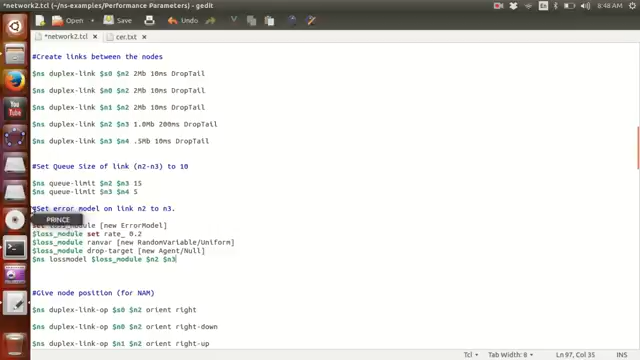 *network2.tcl (~/ns-examples/Performance Parameters) - gedit
En
8:48 AM
Open
Save
Undo
*network2.tcl ×
cer.txt ×
#Create links between the nodes
$ns duplex-link $s0 $n2 2Mb 10ms DropTail
$ns duplex-link $n0 $n2 2Mb 10ms DropTail
$ns duplex-link $n1 $n2 2Mb 10ms DropTail
$ns duplex-link $n2 $n3 1.0Mb 200ms DropTail
$ns duplex-link $n3 $n4 .5Mb 10ms DropTail
#Set Queue Size of link (n2-n3) to 10
$ns queue-limit $n2 $n3 15
$ns queue-limit $n3 $n4 5
#Set error model on link n2 to n3.
PRINCE
set loss_module [new ErrorModel]
$loss_module set rate_ 0.2
$loss_module ranvar [new RandomVariable/Uniform]
$loss_module drop-target [new Agent/Null]
$ns lossmodel $loss_module $n2 $n3
#Give node position (for NAM)
$ns duplex-link-op $s0 $n2 orient right
$ns duplex-link-op $n0 $n2 orient right-down
$ns duplex-link-op $n1 $n2 orient right-up
You
Tube
Tcl
Tab Width: 8
Ln 97, Col 35
INS